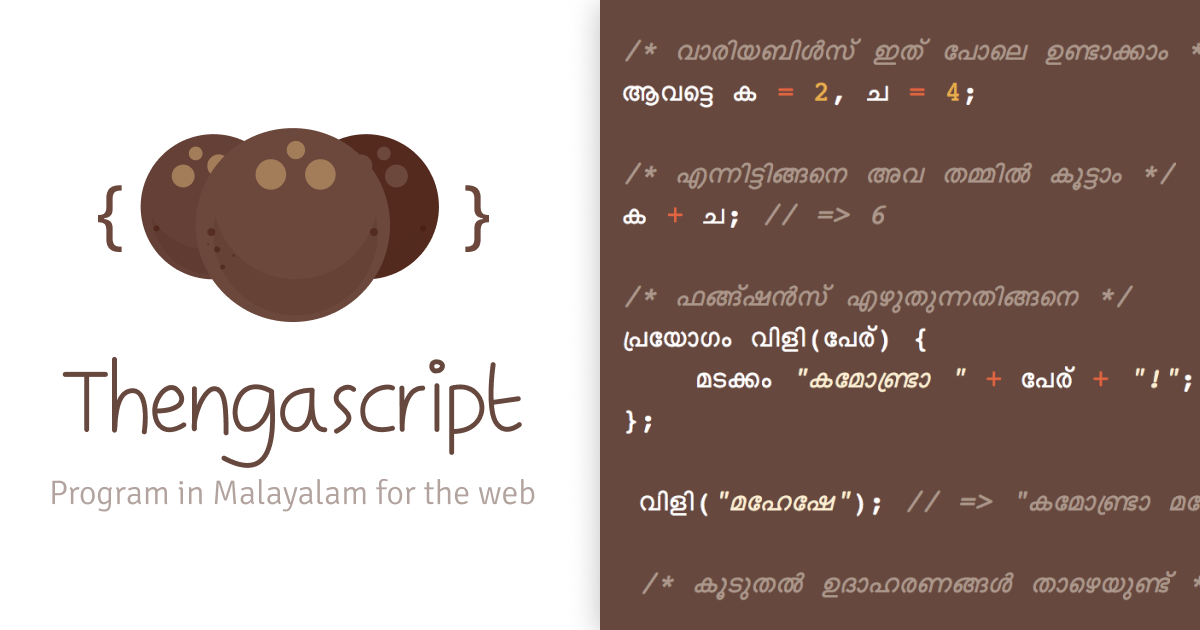 { }
Thengascript
Program in Malayalam for the web
/* വാരിയബിൾസ് ഇത് പോലെ ഉണ്ടാക്കാം *
ആവട്ടെ ക = 2, ച = 4;
/* എന്നിട്ടിങ്ങനെ അവ തമ്മിൽ കൂട്ടാം */
ക + ച; // => 6
/* ഫങ്ങ്ഷൻസ് എഴുതുന്നതിങ്ങനെ */
പ്രയോഗം വിളി(പേര്) {
മടക്കം "കമോണ്ട്രാ " + പേര് + "!";
};
വിളി("മഹേഷേ"); // => "കമോണ്ട്രാ
/* കൂടുതൽ ഉദാഹരണങ്ങൾ താഴെയുണ്ട് *